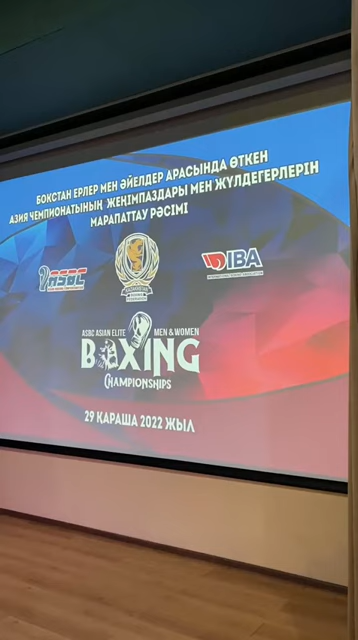 БОКСТАН ЕРЛЕР МЕН ӘЙЕЛДЕР АРАСЫНДА ӨТКЕН
АЗИЯ ЧЕМПИОНАТЫНЫҢ ЖЕҢІМПАЗДАРЫ МЕН ЖҮЛДЕГЕРЛЕРІН
МАРАПАТТАУ РӘСІМІ
ASBC
KAZAKHSTAN
IBA
ASBC ASIAN ELITE MEN & WOMEN
BOXING
CHAMPIONSHIPS
29 ҚАРАША 2022 ЖЫЛ